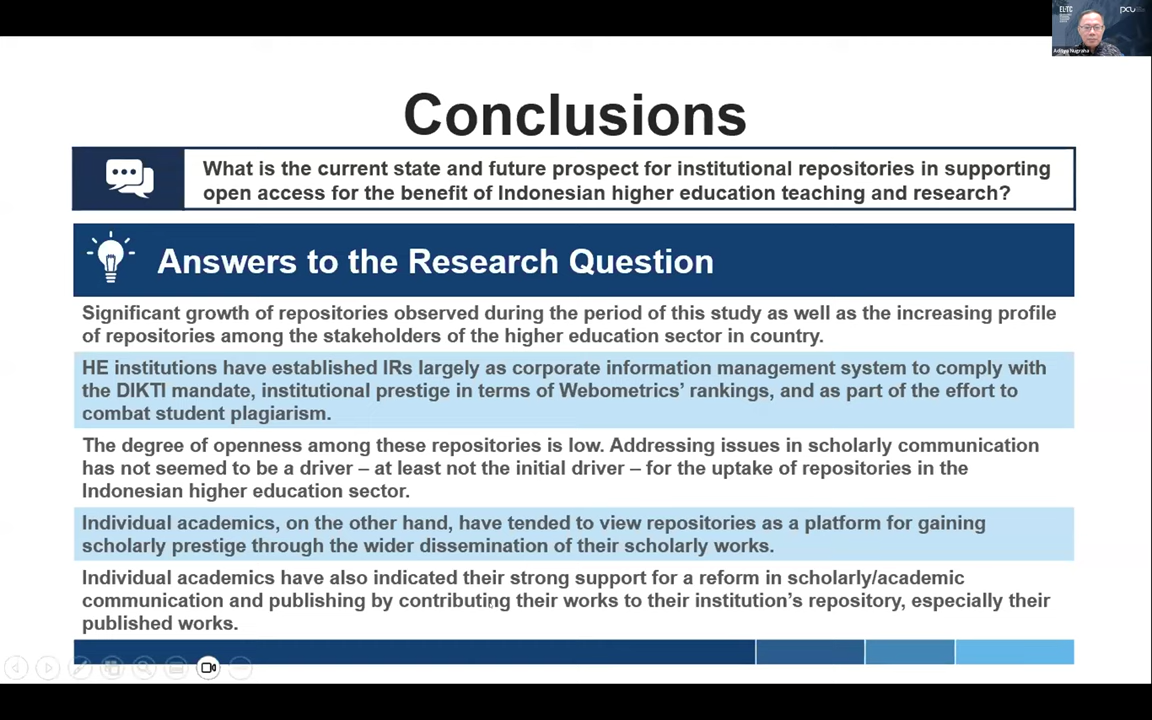 EL-TC
pcu
Aditya Nugraha
Conclusions
What is the current state and future prospect for institutional repositories in supporting
open access for the benefit of Indonesian higher education teaching and research?
Answers to the Research Question
Significant growth of repositories observed during the period of this study as well as the increasing profile
of repositories among the stakeholders of the higher education sector in country.
HE institutions have established IRs largely as corporate information management system to comply with
the DIKTI mandate, institutional prestige in terms of Webometrics’ rankings, and as part of the effort to
combat student plagiarism.
The degree of openness among these repositories is low. Addressing issues in scholarly communication
has not seemed to be a driver – at least not the initial driver – for the uptake of repositories in the
Indonesian higher education sector.
Individual academics, on the other hand, have tended to view repositories as a platform for gaining
scholarly prestige through the wider dissemination of their scholarly works.
Individual academics have also indicated their strong support for a reform in scholarly/academic
communication and publishing by contributing their works to their institution’s repository, especially their
published works.